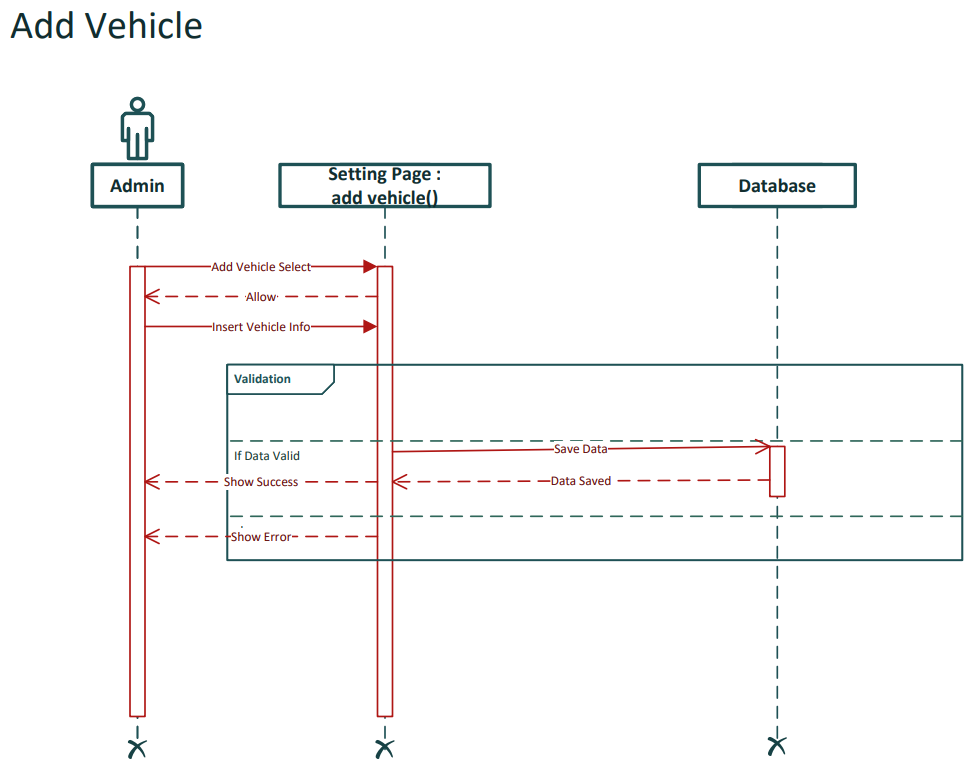 Add Vehicle
Admin
Setting Page :
add vehicle()
Database
Add Vehicle Select
Allow
Insert Vehicle Info
Validation
If Data Valid
Save Data
Show Success
Data Saved
Show Error